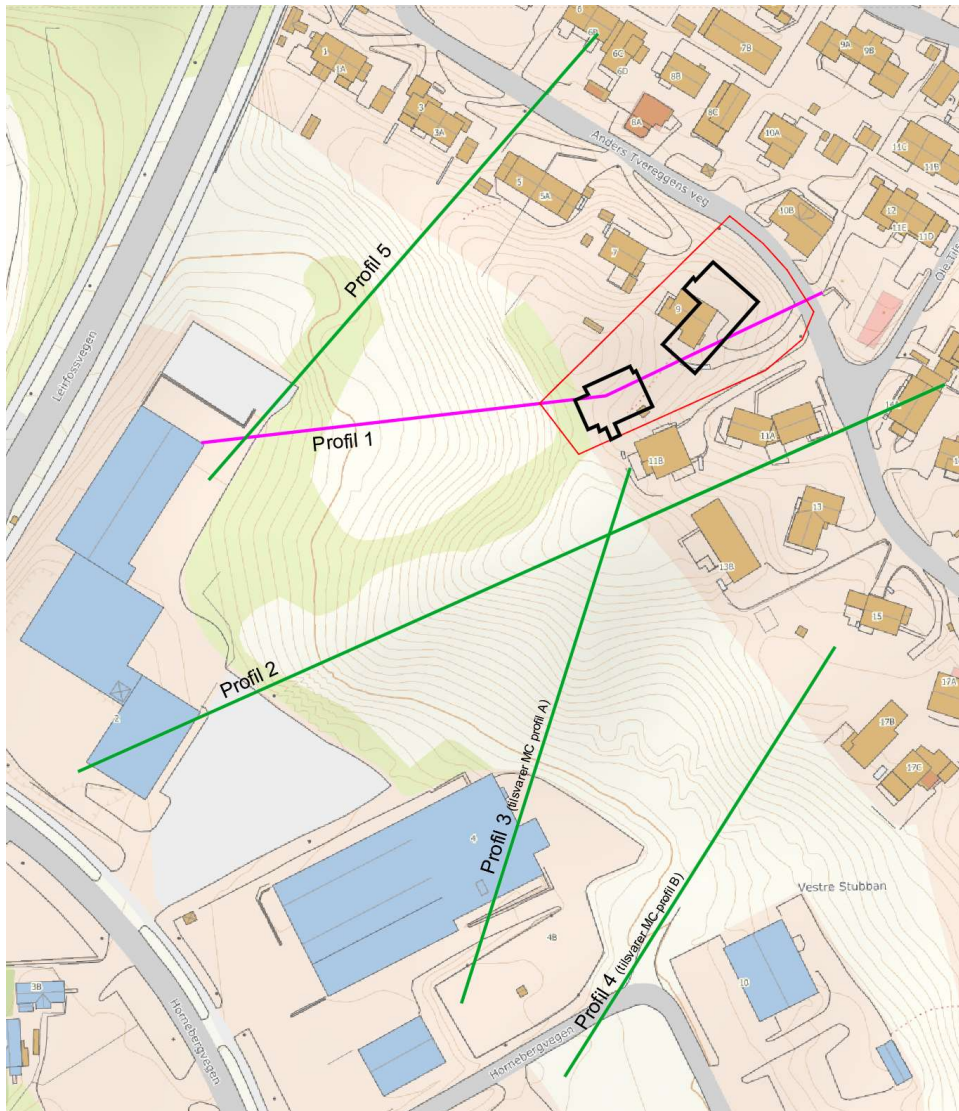 6
6B
6C
6D
7B
9A
9B
8B
8C
8A
1
1A
3
3A
10A
11C
11B
Anders Tvereggens veg
5
5A
10B
12
11E
11D
7
Profil 5
9
Leirfossvegen
Profil 1
11B
11A
13
13B
15
Profil 2
17A
17B
17C
2
4
Profil 3 (tilsvarer MC profil A)
Vestre Stubban
4B
Profil 4 (tilsvarer MC profil B)
10
3B
Hornebergvegen
Hornebergvegen